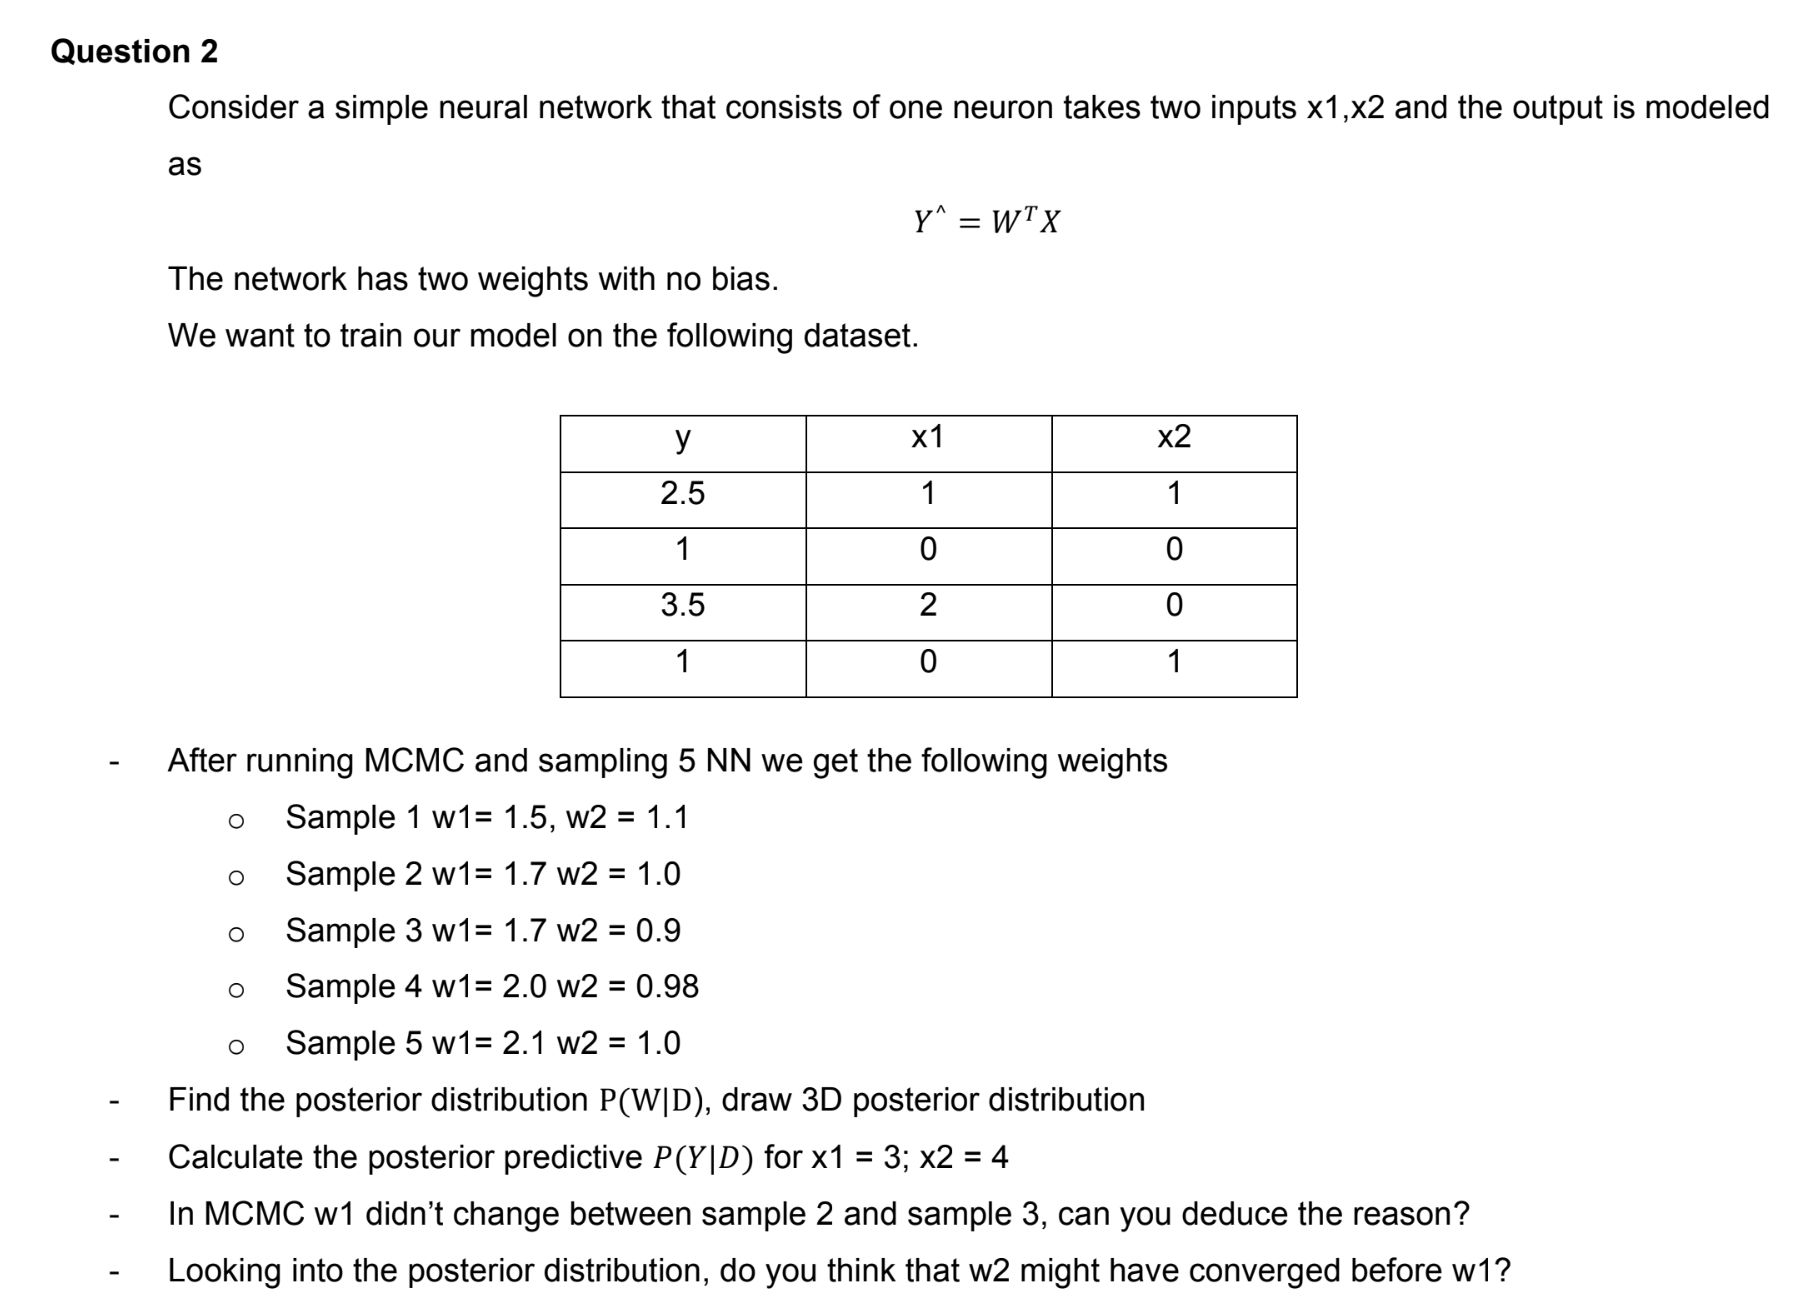 Question 2
Consider a simple neural network that consists of one neuron takes two inputs x1,x2 and the output is modeled
as
Y^ = W^T X
The network has two weights with no bias.
We want to train our model on the following dataset.
y x1 x2
2.5 1 1
1 0 0
3.5 2 0
1 0 1
- After running MCMC and sampling 5 NN we get the following weights
o Sample 1 w1= 1.5, w2 = 1.1
o Sample 2 w1= 1.7 w2 = 1.0
o Sample 3 w1= 1.7 w2 = 0.9
o Sample 4 w1= 2.0 w2 = 0.98
o Sample 5 w1= 2.1 w2 = 1.0
- Find the posterior distribution P(W|D), draw 3D posterior distribution
- Calculate the posterior predictive P(Y|D) for x1 = 3; x2 = 4
- In MCMC w1 didn’t change between sample 2 and sample 3, can you deduce the reason?
- Looking into the posterior distribution, do you think that w2 might have converged before w1?